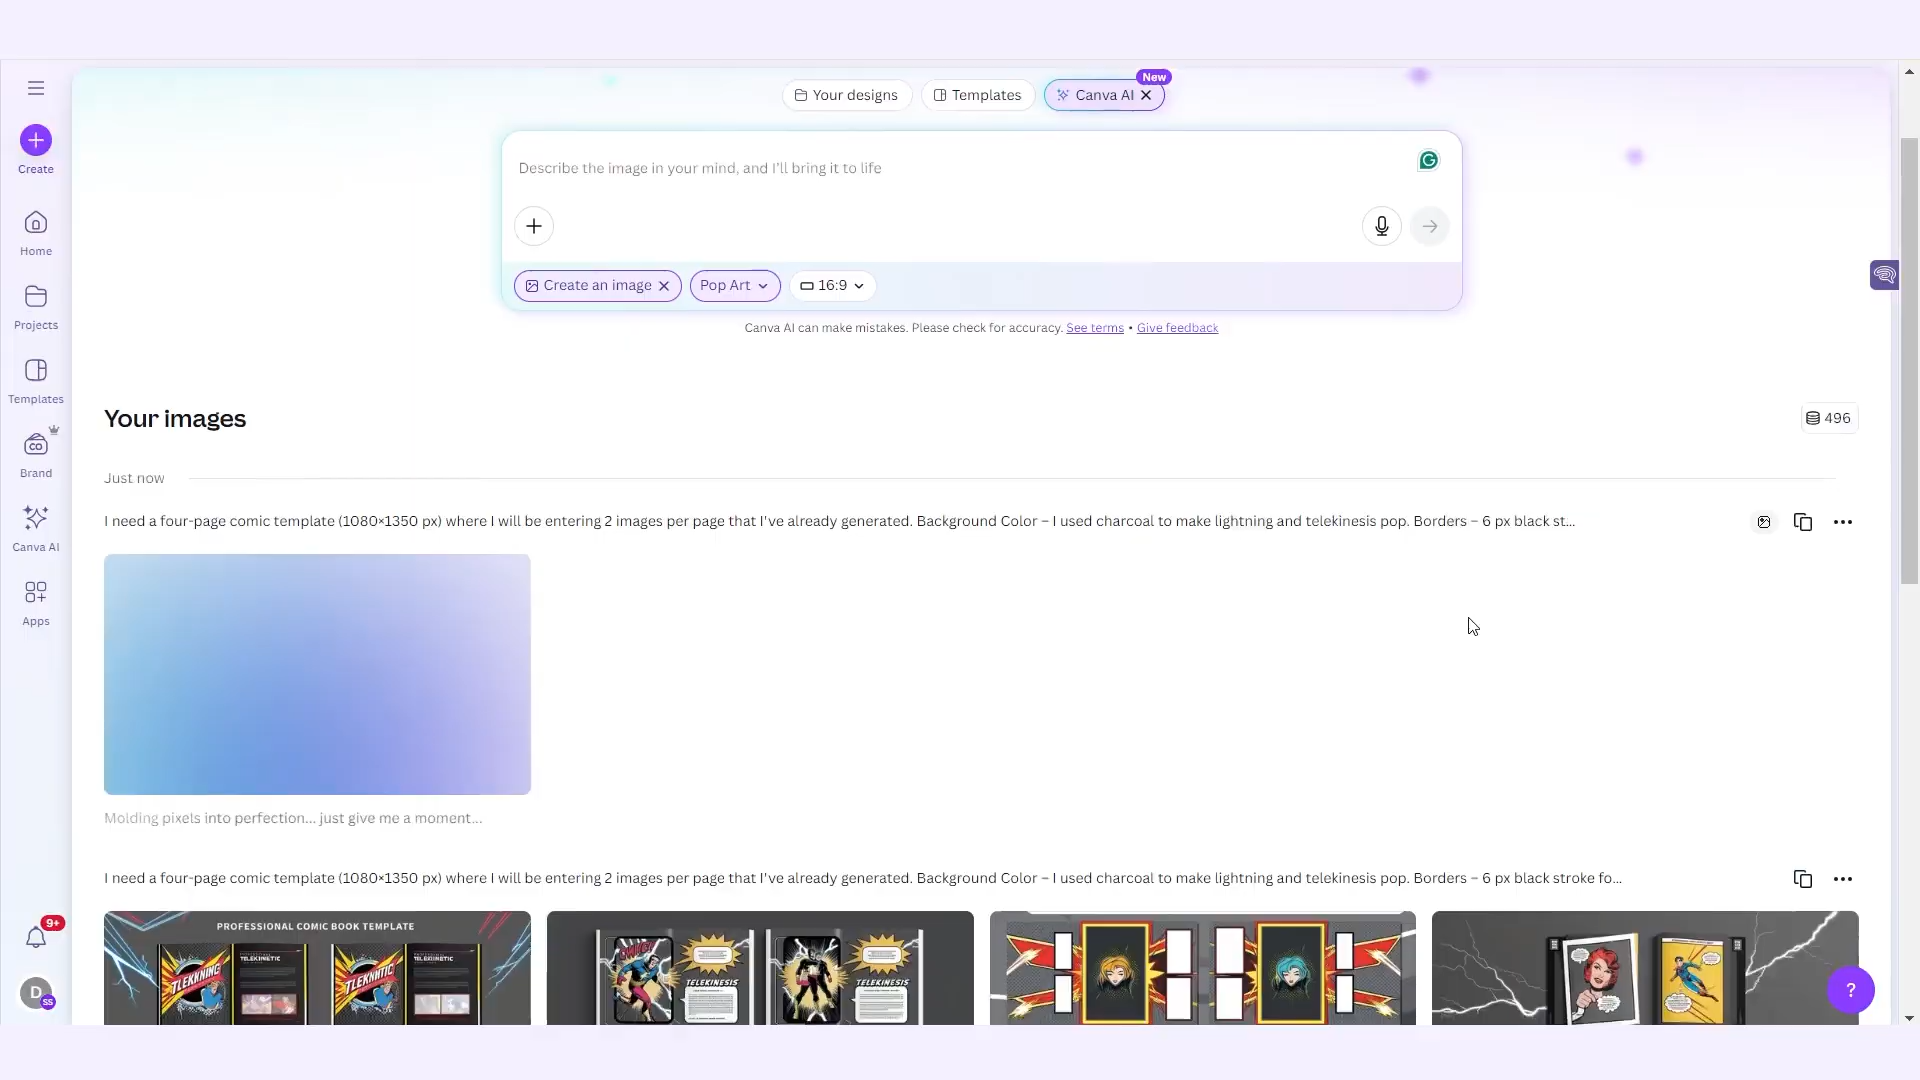 Your designs
Templates
Canva AI
New
Create
Home
Projects
Templates
Brand
Canva AI
Apps
9+
D
SS
Describe the image in your mind, and I'll bring it to life
Create an image
Pop Art
16:9
Canva AI can make mistakes. Please check for accuracy. See terms • Give feedback
Your images
496
Just now
I need a four-page comic template (1080×1350 px) where I will be entering 2 images per page that I've already generated. Background Color – I used charcoal to make lightning and telekinesis pop. Borders – 6 px black st...
Molding pixels into perfection... just give me a moment...
I need a four-page comic template (1080×1350 px) where I will be entering 2 images per page that I've already generated. Background Color – I used charcoal to make lightning and telekinesis pop. Borders – 6 px black stroke fo...
PROFESSIONAL COMIC BOOK TEMPLATE
TELEKINESIS
TELEKINESIS
?